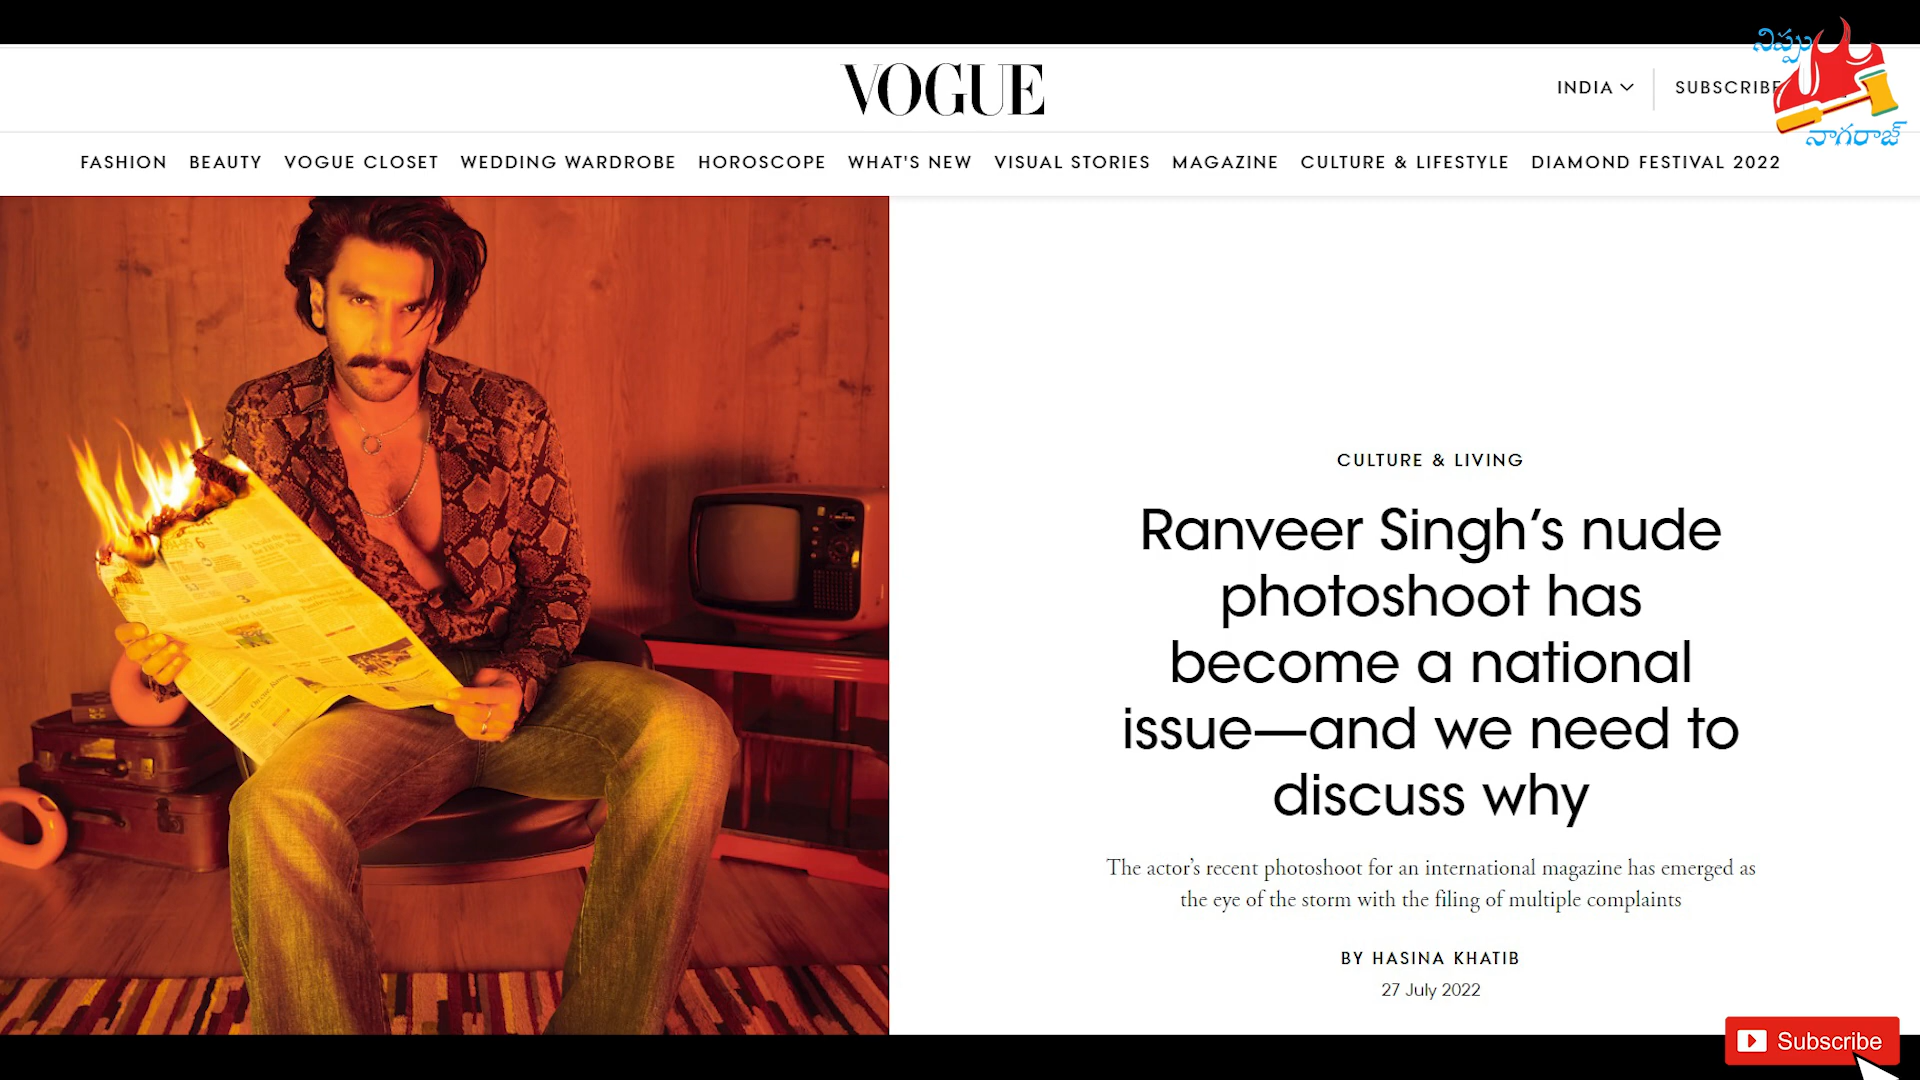 నిప్పు
VOGUE
INDIA
SUBSCRIBE
నాగరాజ్
FASHION BEAUTY VOGUE CLOSET WEDDING WARDROBE HOROSCOPE WHAT'S NEW VISUAL STORIES MAGAZINE CULTURE & LIFESTYLE DIAMOND FESTIVAL 2022
CULTURE & LIVING
Ranveer Singh’s nude
photoshoot has
become a national
issue—and we need to
discuss why
The actor’s recent photoshoot for an international magazine has emerged as
the eye of the storm with the filing of multiple complaints
BY HASINA KHATIB
27 July 2022
Subscribe